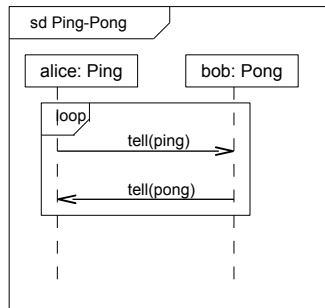 sd Ping-Pong
alice: Ping
bob: Pong
loop
tell(ping)
tell(pong)